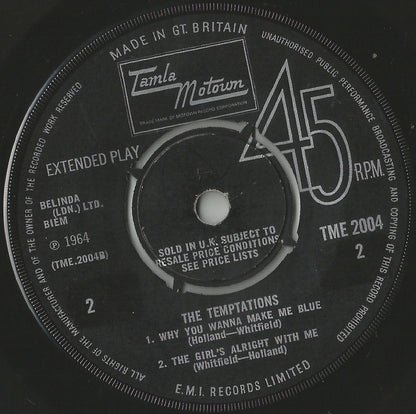 MADE IN GT. BRITAIN
UNAUTHORISED PUBLIC PERFORMANCE BROADCASTING AND COPYING OF THIS RECORD PROHIBITED
ALL RIGHTS OF THE MANUFACTURER AND OF THE OWNER OF THE RECORDED WORK RESERVED
Tamla Motown
TRADE MARK OF MOTOWN RECORD CORPORATION
EXTENDED PLAY
45 R.P.M.
BELINDA
(LDN.) LTD.
BIEM
℗ 1964
(TME.2004B)
2
SOLD IN U.K. SUBJECT TO
RESALE PRICE CONDITIONS,
SEE PRICE LISTS
TME 2004
2
THE TEMPTATIONS
1. WHY YOU WANNA MAKE ME BLUE
(Holland—Whitfield)
2. THE GIRL'S ALRIGHT WITH ME
(Whitfield—Holland)
E.M.I. RECORDS LIMITED